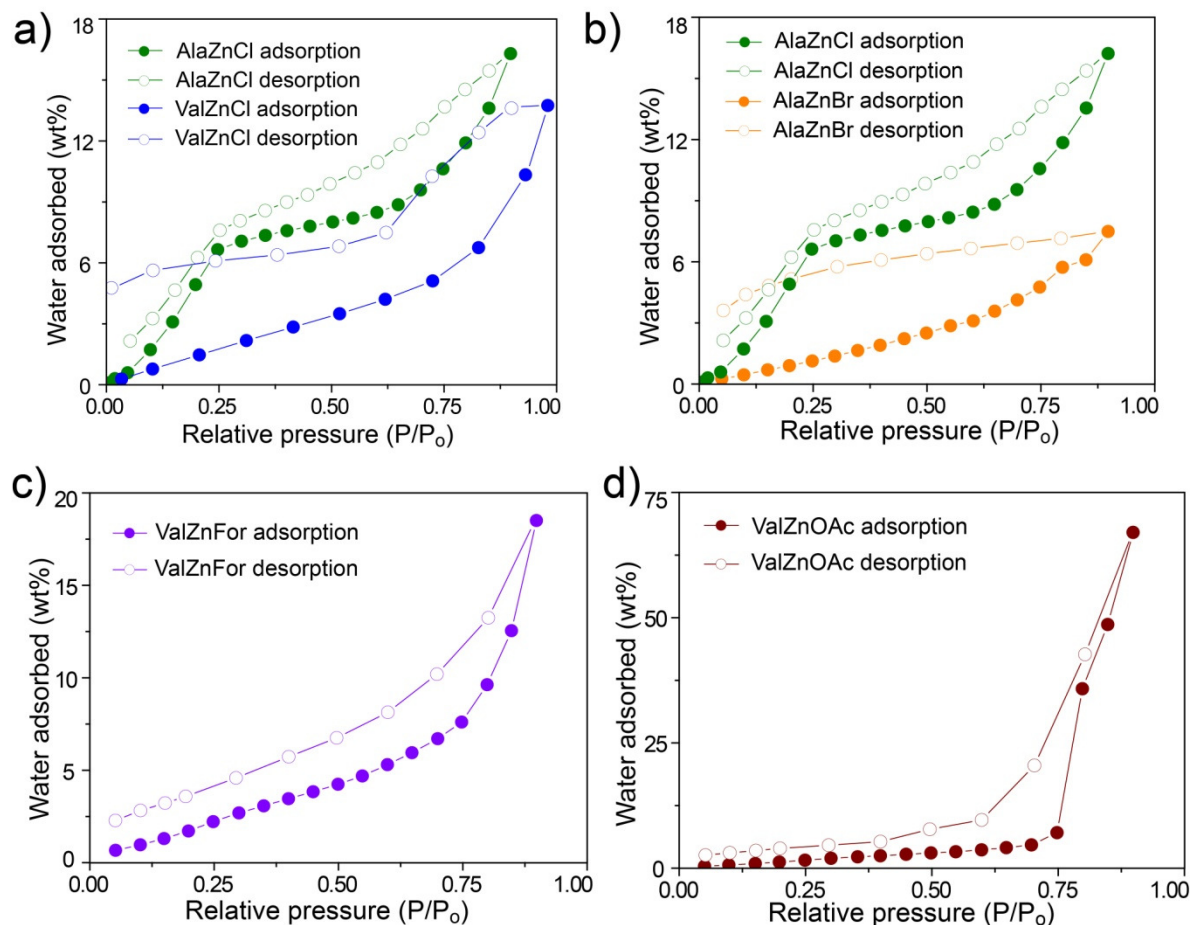 a)
18
12
6
0
Water adsorbed (wt%)
AlaZnCl adsorption
AlaZnCl desorption
ValZnCl adsorption
ValZnCl desorption
0.00 0.25 0.50 0.75 1.00
Relative pressure (P/Po)
b)
18
12
6
0
Water adsorbed (wt%)
AlaZnCl adsorption
AlaZnCl desorption
AlaZnBr adsorption
AlaZnBr desorption
0.00 0.25 0.50 0.75 1.00
Relative pressure (P/Po)
c)
20
15
10
5
0
Water adsorbed (wt%)
ValZnFor adsorption
ValZnFor desorption
0.00 0.25 0.50 0.75 1.00
Relative pressure (P/Po)
d)
75
50
25
0
Water adsorbed (wt%)
ValZnOAc adsorption
ValZnOAc desorption
0.00 0.25 0.50 0.75 1.00
Relative pressure (P/Po)